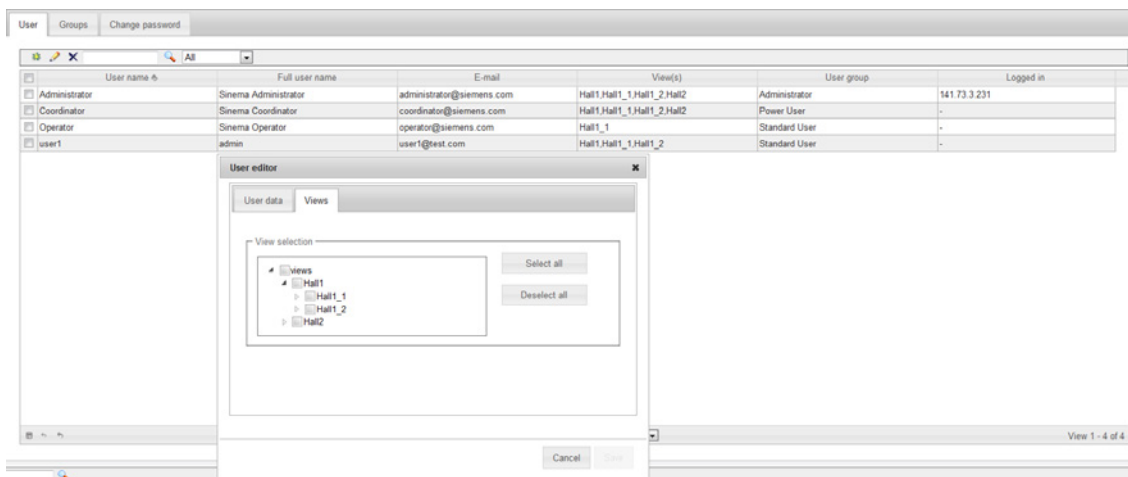 User Groups Change password
All
User name Full user name E-mail View(s) User group Logged in
Administrator Sinema Administrator administrator@siemens.com Hall1,Hall1_1,Hall1_2,Hall2 Administrator 141.73.3.231
Coordinator Sinema Coordinator coordinator@siemens.com Hall1,Hall1_1,Hall1_2,Hall2 Power User -
Operator Sinema Operator operator@siemens.com Hall1_1 Standard User -
user1 admin user1@test.com Hall1,Hall1_1,Hall1_2 Standard User -
User editor
User data Views
View selection
Select all
views
Hall1
Hall1_1
Deselect all
Hall1_2
Hall2
View 1 - 4 of 4
Cancel Save